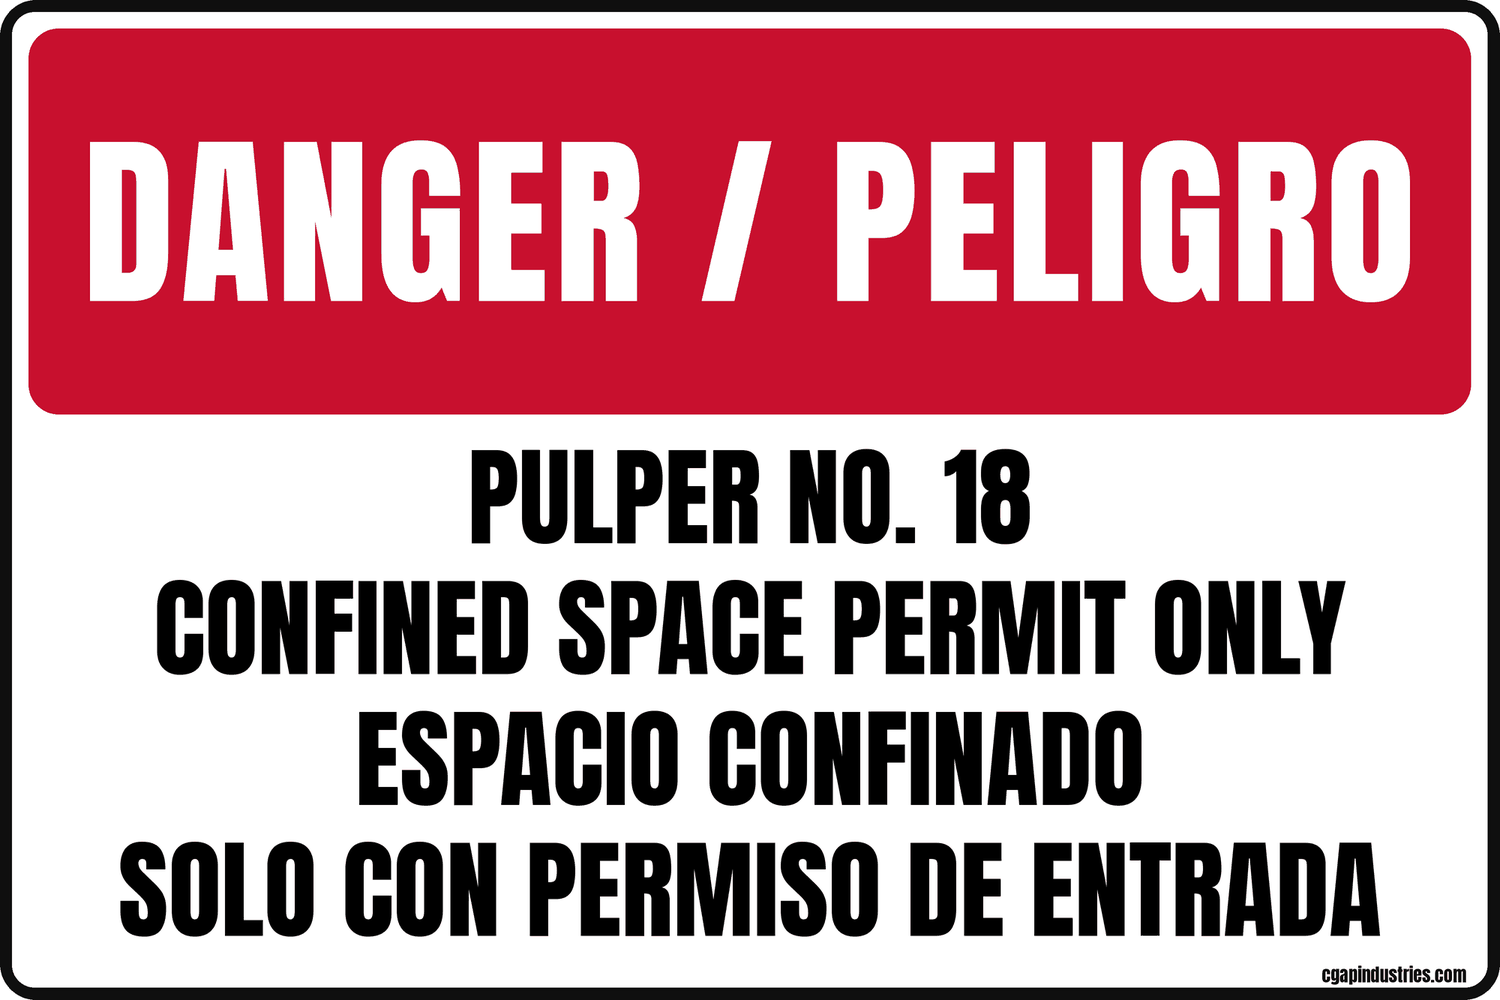 DANGER / PELIGRO
PULPER NO. 18
CONFINED SPACE PERMIT ONLY
ESPACIO CONFINADO
SOLO CON PERMISO DE ENTRADA
cgapindustries.com